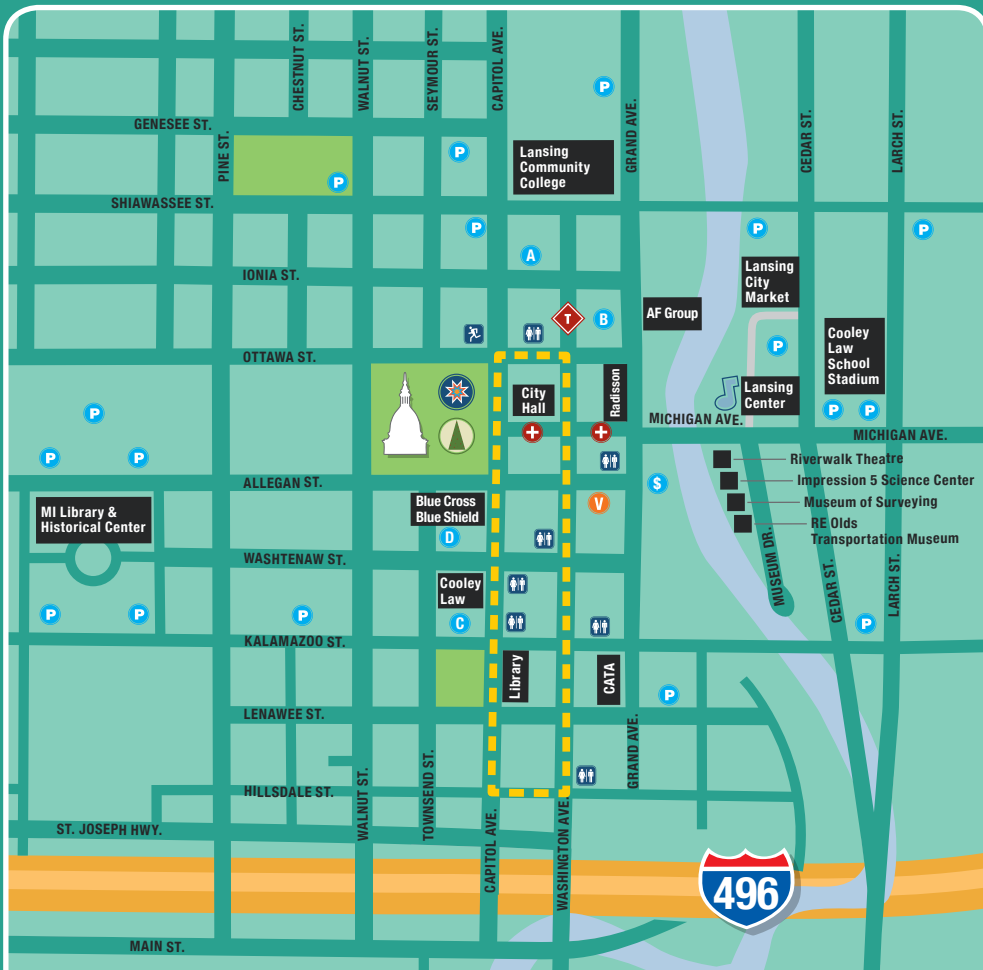 CHESTNUT ST.
WALNUT ST.
SEYMOUR ST.
CAPITOL AVE.
P
GRAND AVE.
CEDAR ST.
LARCH ST.
GENESEE ST.
PINE ST.
P
Lansing
Community
College
P
SHIAWASSEE ST.
P
P
P
A
IONIA ST.
Lansing
City
Market
T
B
AF Group
P
Cooley
Law
School
Stadium
OTTAWA ST.
City
Hall
Radisson
Lansing
Center
P
P
P
MICHIGAN AVE.
MICHIGAN AVE.
P
P
Riverwalk Theatre
Impression 5 Science Center
Museum of Surveying
RE Olds
Transportation Museum
ALLEGAN ST.
$
MI Library &
Historical Center
Blue Cross
Blue Shield
V
D
WASHTENAW ST.
MUSEUM DR.
CEDAR ST.
LARCH ST.
Cooley
Law
P
P
P
C
P
KALAMAZOO ST.
Library
CATA
P
LENAWEE ST.
GRAND AVE.
HILLSDALE ST.
WALNUT ST.
TOWNSEND ST.
CAPITOL AVE.
WASHINGTON AVE.
ST. JOSEPH HWY.
496
MAIN ST.